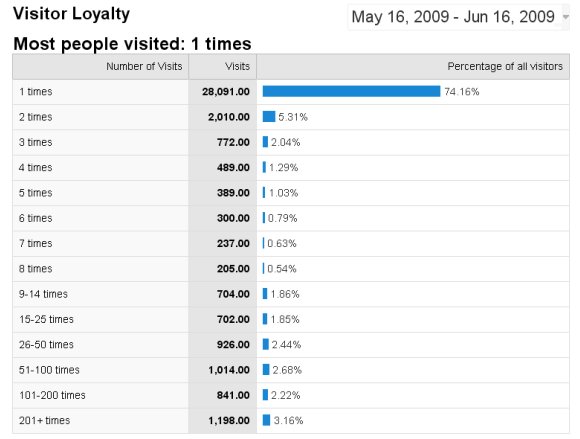 Visitor Loyalty
May 16, 2009 - Jun 16, 2009
Most people visited: 1 times
Number of Visits Visits Percentage of all visitors
1 times 28,091.00 74.16%
2 times 2,010.00 5.31%
3 times 772.00 2.04%
4 times 489.00 1.29%
5 times 389.00 1.03%
6 times 300.00 0.79%
7 times 237.00 0.63%
8 times 205.00 0.54%
9-14 times 704.00 1.86%
15-25 times 702.00 1.85%
26-50 times 926.00 2.44%
51-100 times 1,014.00 2.68%
101-200 times 841.00 2.22%
201+ times 1,198.00 3.16%